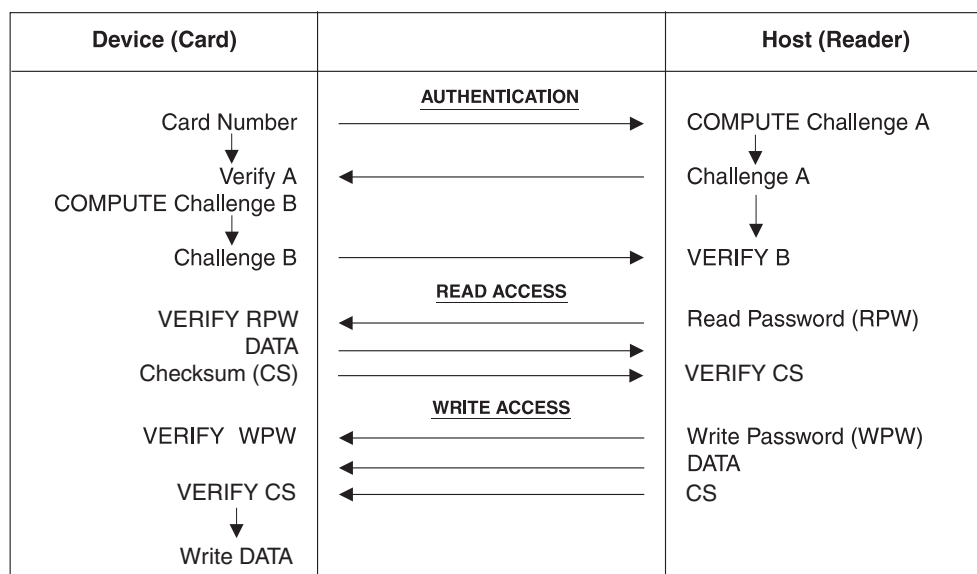 Device (Card) Host (Reader)
AUTHENTICATION
Card Number COMPUTE Challenge A
Verify A Challenge A
COMPUTE Challenge B
Challenge B VERIFY B
READ ACCESS
VERIFY RPW Read Password (RPW)
DATA
Checksum (CS) VERIFY CS
WRITE ACCESS
VERIFY WPW Write Password (WPW)
DATA
VERIFY CS CS
Write DATA